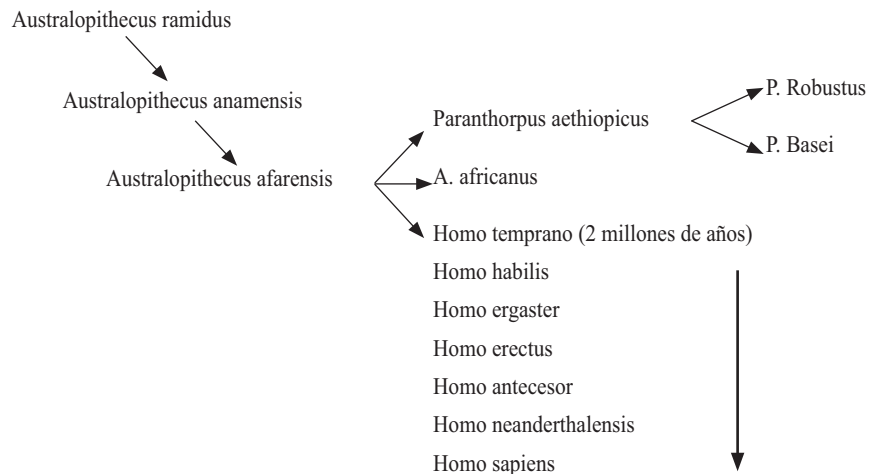 Australopithecus ramidus
Australopithecus anamensis
Australopithecus afarensis
Paranthorpus aethiopicus
P. Robustus
P. Basei
A. africanus
Homo temprano (2 millones de años)
Homo habilis
Homo ergaster
Homo erectus
Homo antecesor
Homo neanderthalensis
Homo sapiens